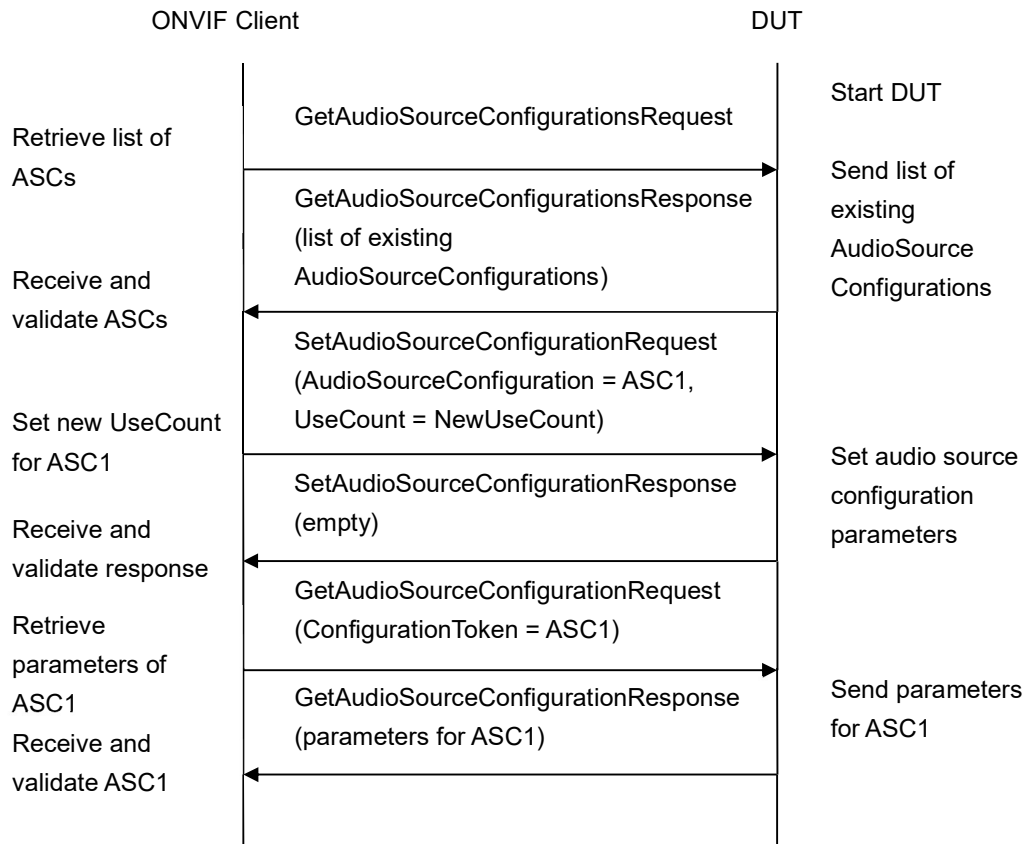 ONVIF Client
DUT
Start DUT
GetAudioSourceConfigurationsRequest
Retrieve list of
ASCs
Send list of
existing
AudioSource
Configurations
GetAudioSourceConfigurationsResponse
(list of existing
AudioSourceConfigurations)
Receive and
validate ASCs
SetAudioSourceConfigurationRequest
(AudioSourceConfiguration = ASC1,
UseCount = NewUseCount)
Set new UseCount
for ASC1
Set audio source
configuration
parameters
SetAudioSourceConfigurationResponse
(empty)
Receive and
validate response
GetAudioSourceConfigurationRequest
(ConfigurationToken = ASC1)
Retrieve
parameters of
ASC1
Send parameters
for ASC1
GetAudioSourceConfigurationResponse
(parameters for ASC1)
Receive and
validate ASC1